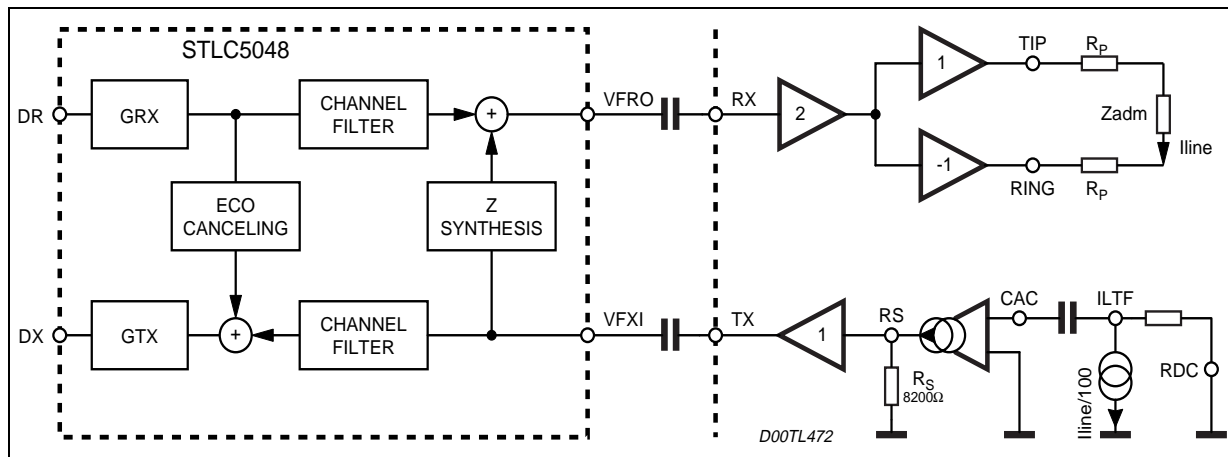 STLC5048
DR
GRX
CHANNEL
FILTER
+
VFRO
RX
2
1
TIP
RP
Zadm
Iline
-1
RING
RP
ECO
CANCELING
Z
SYNTHESIS
DX
GTX
+
CHANNEL
FILTER
VFXI
TX
1
RS
RS
8200Ω
CAC
ILTF
Iline/100
RDC
D00TL472